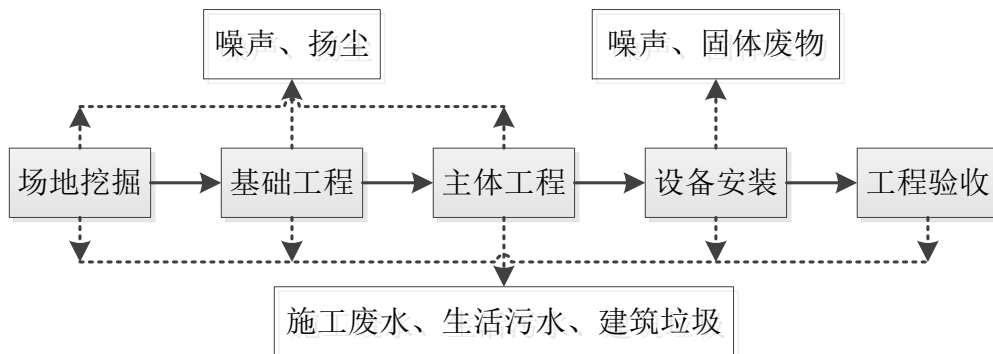 噪声、扬尘
噪声、固体废物
场地挖掘
基础工程
主体工程
设备安装
工程验收
施工废水、生活污水、建筑垃圾